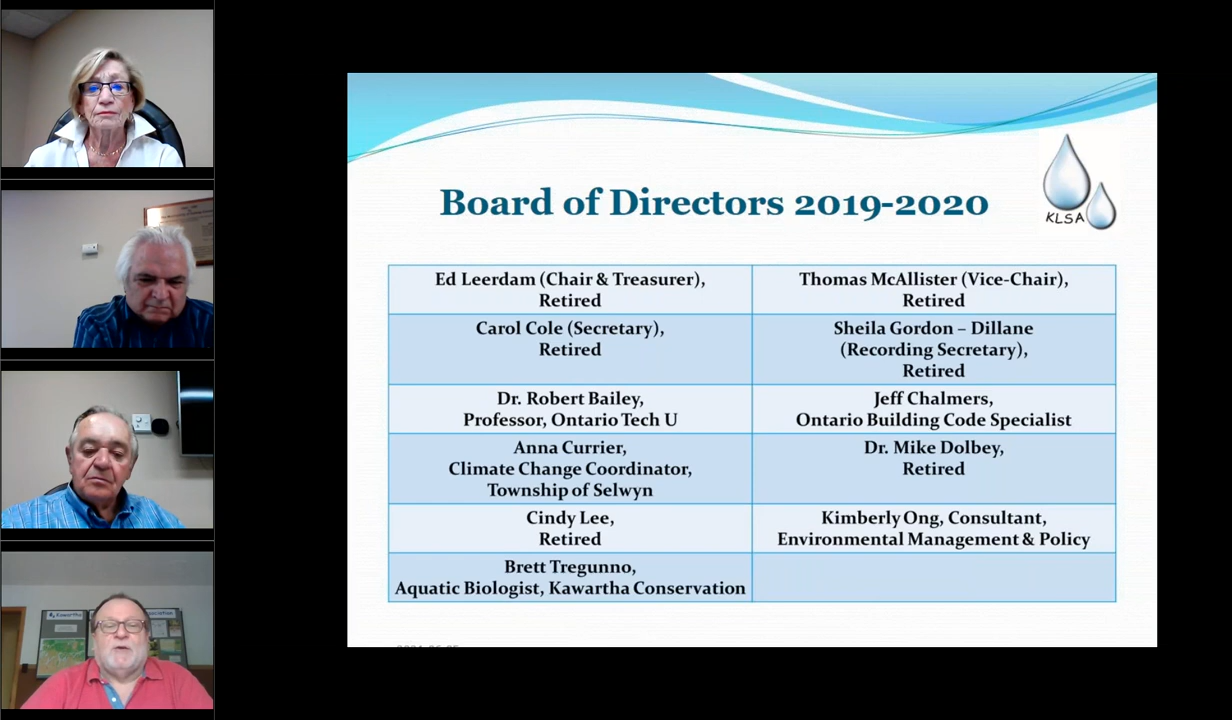 Board of Directors 2019-2020
KLSA
Ed Leerdam (Chair & Treasurer),
Retired
Thomas McAllister (Vice-Chair),
Retired
Carol Cole (Secretary),
Retired
Sheila Gordon – Dillane
(Recording Secretary),
Retired
Dr. Robert Bailey,
Professor, Ontario Tech U
Jeff Chalmers,
Ontario Building Code Specialist
Anna Currier,
Climate Change Coordinator,
Township of Selwyn
Dr. Mike Dolbey,
Retired
Cindy Lee,
Retired
Kimberly Ong, Consultant,
Environmental Management & Policy
Brett Tregunno,
Aquatic Biologist, Kawartha Conservation
Kawartha